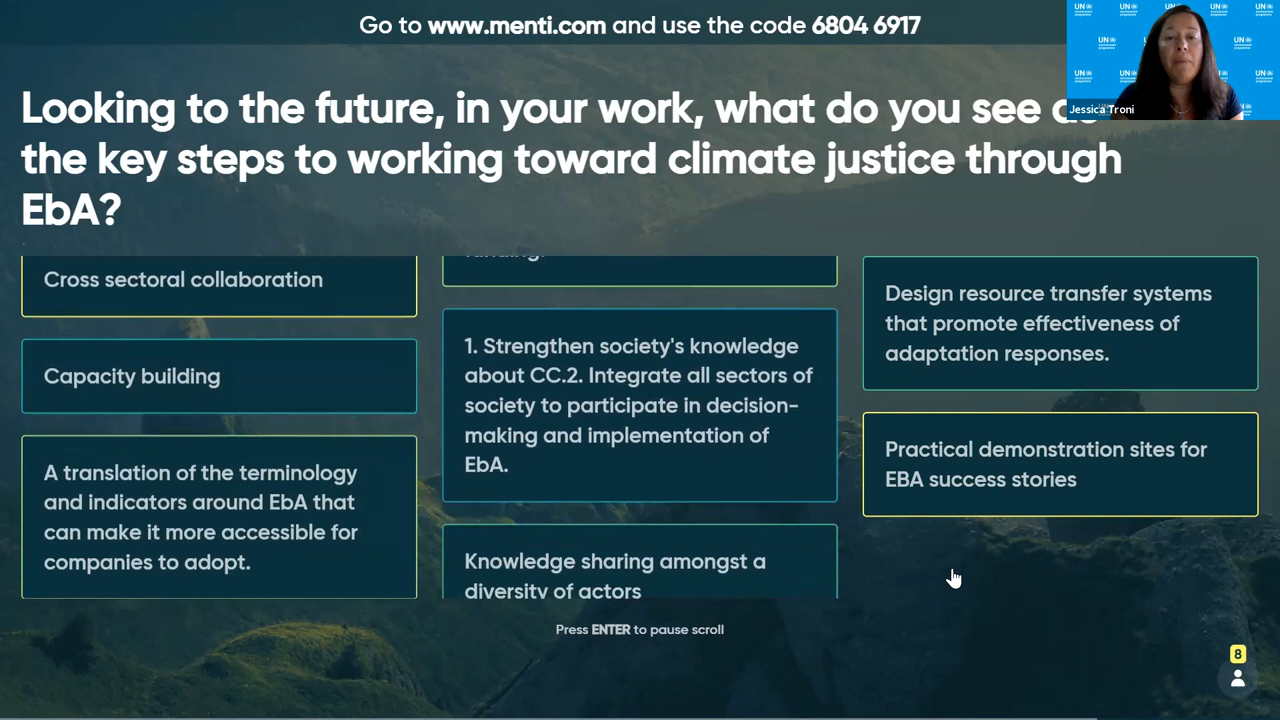 Go to www.menti.com and use the code 6804 6917
Looking to the future, in your work, what do you see
the key steps to working toward climate justice through
EbA?
Jessica Troni
Cross sectoral collaboration
Capacity building
A translation of the terminology
and indicators around EbA that
can make it more accessible for
companies to adopt.
1. Strengthen society's knowledge
about CC.2. Integrate all sectors of
society to participate in decision-
making and implementation of
EbA.
Knowledge sharing amongst a
diversity of actors
Design resource transfer systems
that promote effectiveness of
adaptation responses.
Practical demonstration sites for
EBA success stories
Press ENTER to pause scroll
8